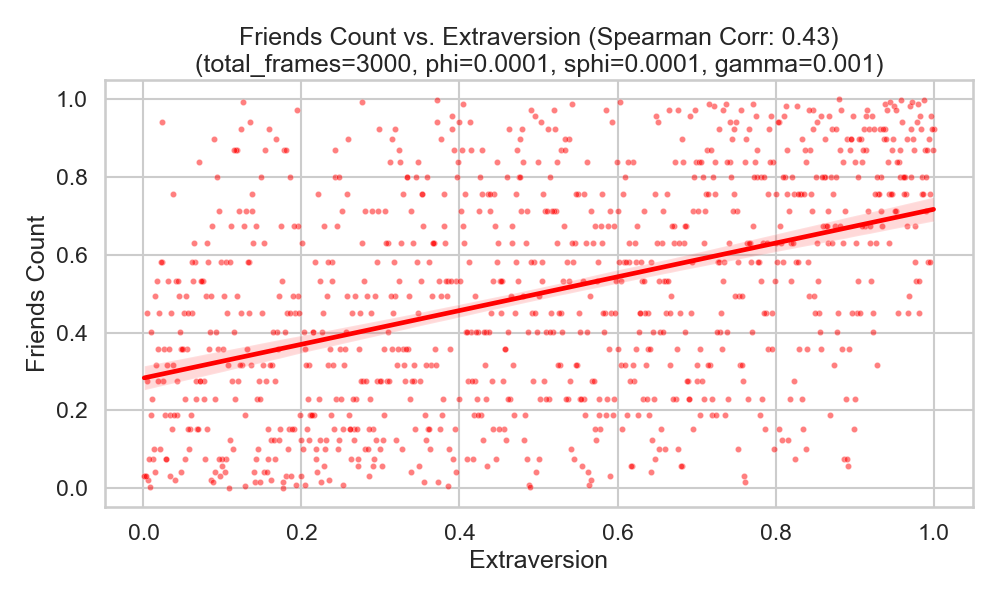 Friends Count vs. Extraversion (Spearman Corr: 0.43)
(total_frames=3000, phi=0.0001, sphi=0.0001, gamma=0.001)
Friends Count
1.0
0.8
0.6
0.4
0.2
0.0
0.0 0.2 0.4 0.6 0.8 1.0
Extraversion